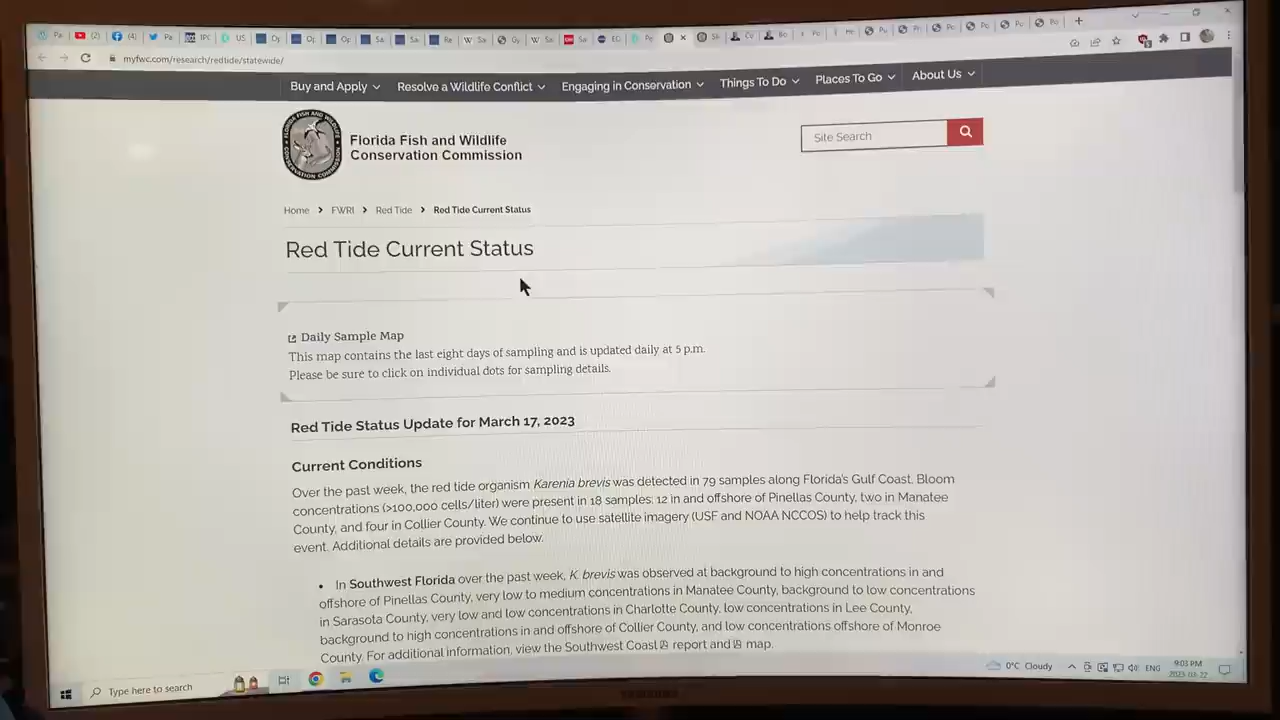 myfwc.com/research/redtide/statewide/
Buy and Apply Resolve a Wildlife Conflict Engaging in Conservation Things To Do Places To Go About Us
Florida Fish and Wildlife
Conservation Commission
Site Search
Home > FWRI > Red Tide > Red Tide Current Status
Red Tide Current Status
Daily Sample Map
This map contains the last eight days of sampling and is updated daily at 5 p.m.
Please be sure to click on individual dots for sampling details.
Red Tide Status Update for March 17, 2023
Current Conditions
Over the past week, the red tide organism Karenia brevis was detected in 79 samples along Florida's Gulf Coast. Bloom
concentrations (>100,000 cells/liter) were present in 18 samples: 12 in and offshore of Pinellas County, two in Manatee
County, and four in Collier County. We continue to use satellite imagery (USF and NOAA NCCOS) to help track this
event. Additional details are provided below.
• In Southwest Florida over the past week, K. brevis was observed at background to high concentrations in and
offshore of Pinellas County, very low to medium concentrations in Manatee County, background to low concentrations
in Sarasota County, very low and low concentrations in Charlotte County, low concentrations in Lee County,
background to high concentrations in and offshore of Collier County, and low concentrations offshore of Monroe
County. For additional information, view the Southwest Coast report and map.
Type here to search
0°C Cloudy
ENG
9:03 PM
SAMSUNG